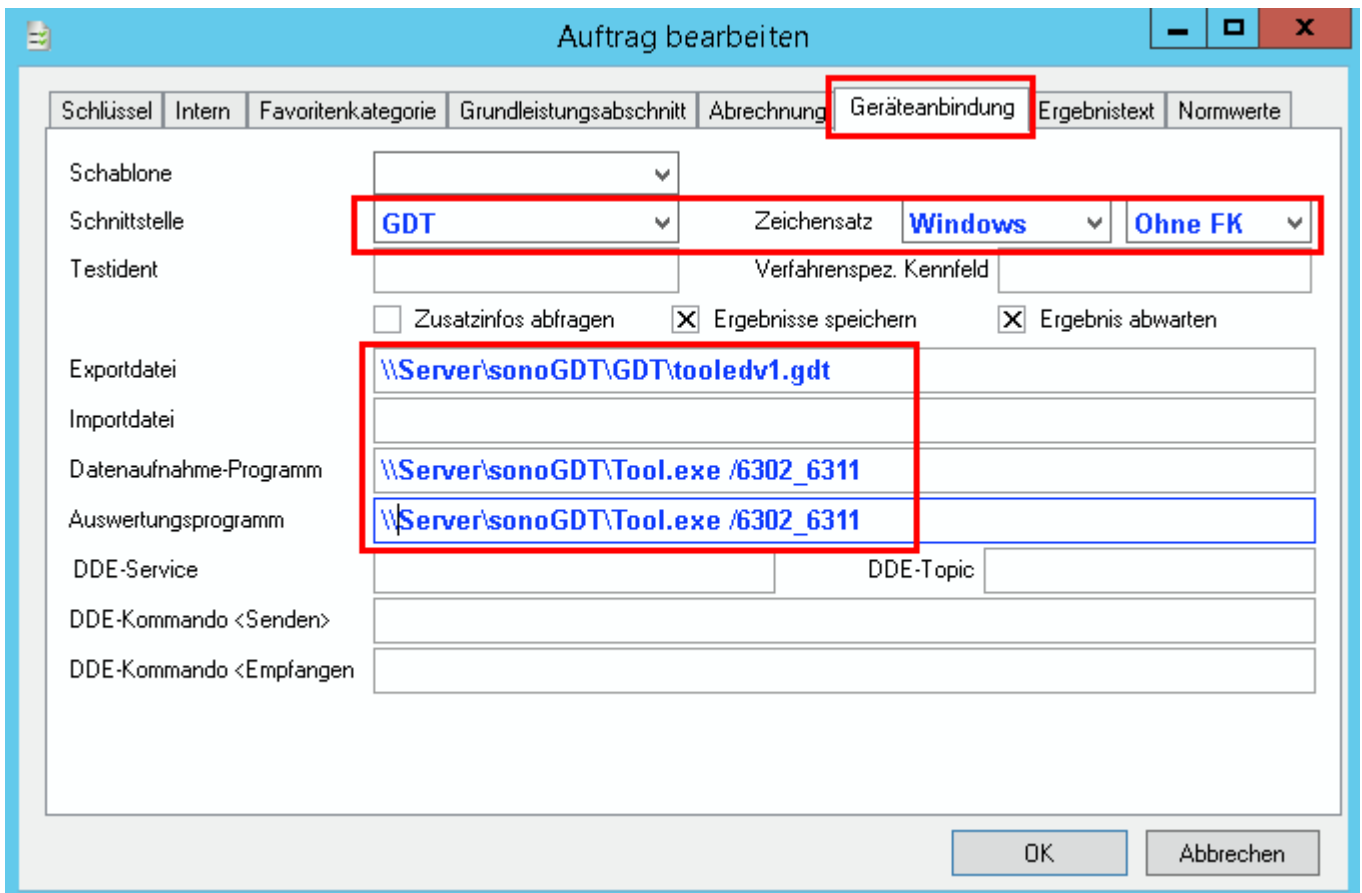 Auftrag bearbeiten
Schlüssel Intern Favoritenkategorie Grundleistungsabschnitt Abrechnung Geräteanbindung Ergebnistext Normwerte
Schablone
Schnittstelle GDT Zeichensatz Windows Ohne FK
Testident Verfahrenspez. Kennfeld
Zusatzinfos abfragen Ergebnisse speichern Ergebnis abwarten
Exportdatei \\Server\sonoGDT\GDT\tooledv1.gdt
Importdatei
Datenaufnahme-Programm \\Server\sonoGDT\Tool.exe /6302_6311
Auswertungsprogramm \\Server\sonoGDT\Tool.exe /6302_6311
DDE-Service DDE-Topic
DDE-Kommando <Senden>
DDE-Kommando <Empfangen
OK Abbrechen